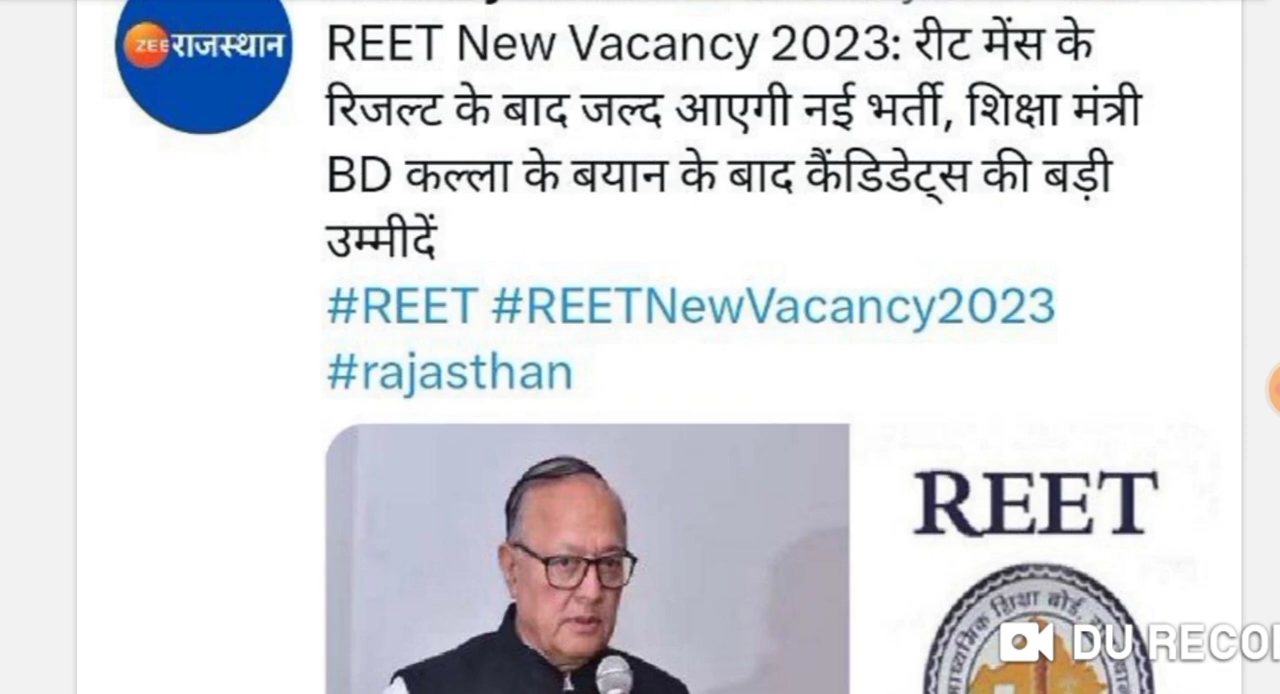 ZEE राजस्थान
REET New Vacancy 2023: रीट मेंस के
रिजल्ट के बाद जल्द आएगी नई भर्ती, शिक्षा मंत्री
BD कल्ला के बयान के बाद कैंडिडेट्स की बड़ी
उम्मीदें
#REET #REETNewVacancy2023
#rajasthan
REET
माध्यमिक शिक्षा बोर्ड,
DU RECO